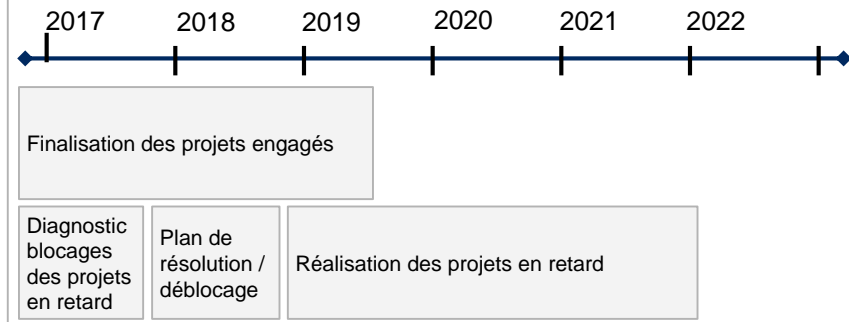 2017 2018 2019 2020 2021 2022
Finalisation des projets engagés
Diagnostic
blocages
des projets
en retard
Plan de
résolution /
déblocage
Réalisation des projets en retard